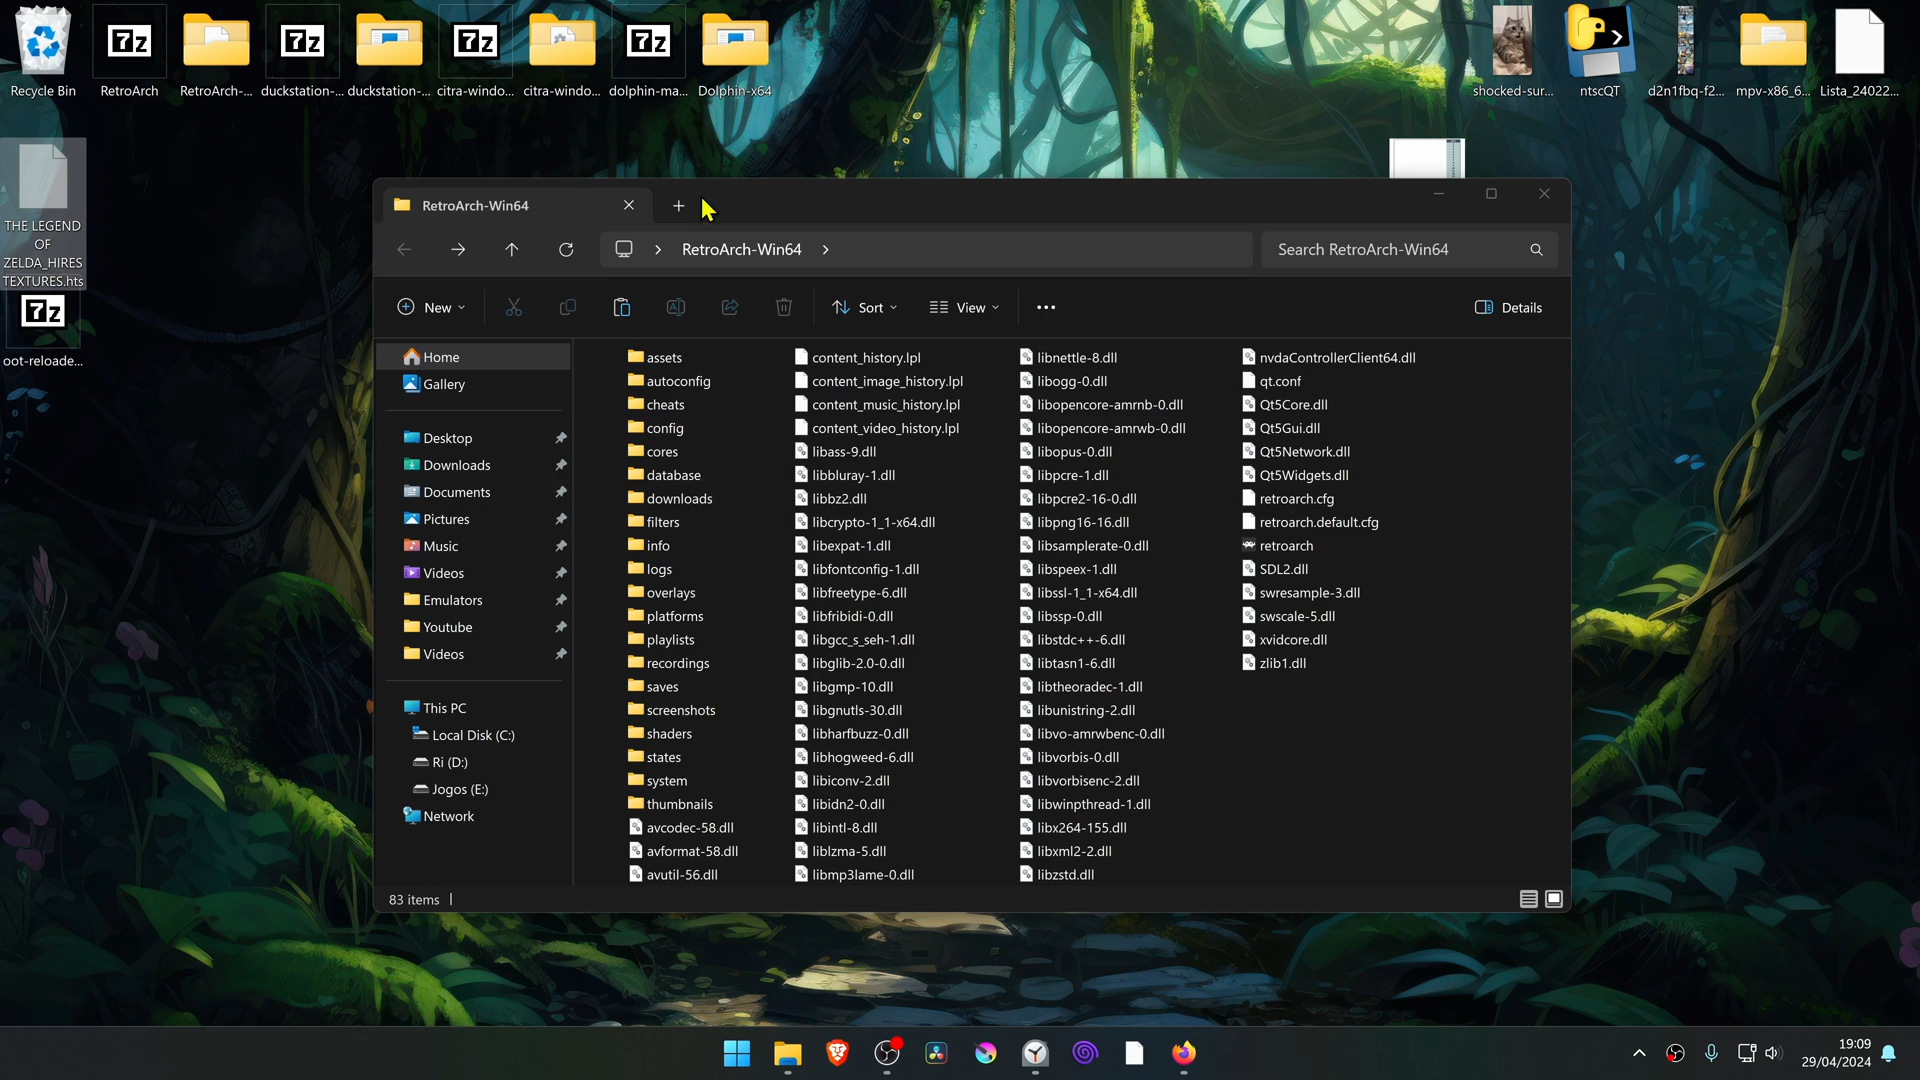 Recycle Bin
RetroArch
RetroArch-...
duckstation-...
duckstation-...
citra-windo...
citra-windo...
dolphin-ma...
Dolphin-x64
shocked-sur...
ntscQT
d2n1fbq-f2...
mpv-x86_6...
Lista_24022...
7z
7z
7z
7z
THE LEGEND
OF
ZELDA_HIRES
TEXTURES.hts
7z
oot-reloade...
RetroArch-Win64
RetroArch-Win64
Search RetroArch-Win64
New
Sort
View
Details
Home
Gallery
Desktop
Downloads
Documents
Pictures
Music
Videos
Emulators
Youtube
Videos
This PC
Local Disk (C:)
Ri (D:)
Jogos (E:)
Network
assets
autoconfig
cheats
config
cores
database
downloads
filters
info
logs
overlays
platforms
playlists
recordings
saves
screenshots
shaders
states
system
thumbnails
avcodec-58.dll
avformat-58.dll
avutil-56.dll
content_history.lpl
content_image_history.lpl
content_music_history.lpl
content_video_history.lpl
libass-9.dll
libbluray-1.dll
libbz2.dll
libcrypto-1_1-x64.dll
libexpat-1.dll
libfontconfig-1.dll
libfreetype-6.dll
libfribidi-0.dll
libgcc_s_seh-1.dll
libglib-2.0-0.dll
libgmp-10.dll
libgnutls-30.dll
libharfbuzz-0.dll
libhogweed-6.dll
libiconv-2.dll
libidn2-0.dll
libintl-8.dll
liblzma-5.dll
libmp3lame-0.dll
libnettle-8.dll
libogg-0.dll
libopencore-amrnb-0.dll
libopencore-amrwb-0.dll
libopus-0.dll
libpcre-1.dll
libpcre2-16-0.dll
libpng16-16.dll
libsamplerate-0.dll
libspeex-1.dll
libssl-1_1-x64.dll
libssp-0.dll
libstdc++-6.dll
libtasn1-6.dll
libtheoradec-1.dll
libunistring-2.dll
libvo-amrwbenc-0.dll
libvorbis-0.dll
libvorbisenc-2.dll
libwinpthread-1.dll
libx264-155.dll
libxml2-2.dll
libzstd.dll
nvdaControllerClient64.dll
qt.conf
Qt5Core.dll
Qt5Gui.dll
Qt5Network.dll
Qt5Widgets.dll
retroarch.cfg
retroarch.default.cfg
retroarch
SDL2.dll
swresample-3.dll
swscale-5.dll
xvidcore.dll
zlib1.dll
83 items
19:09
29/04/2024